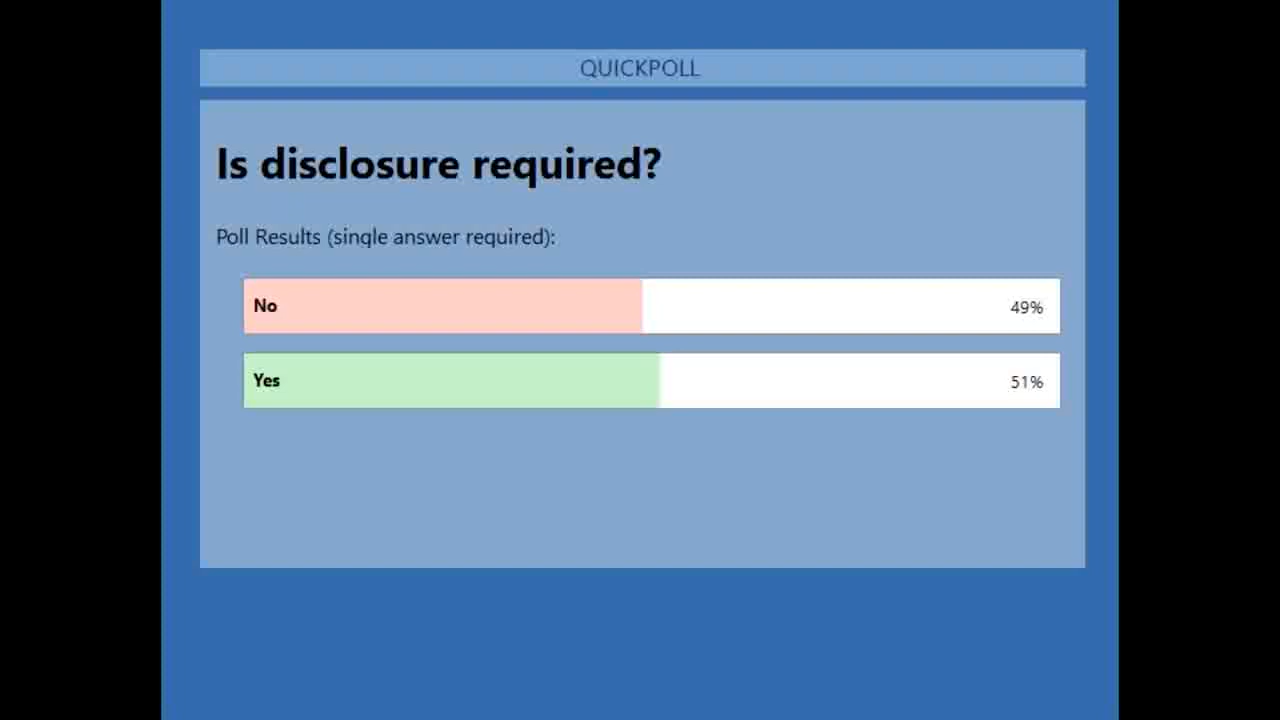 QUICKPOLL
Is disclosure required?
Poll Results (single answer required):
No 49%
Yes 51%